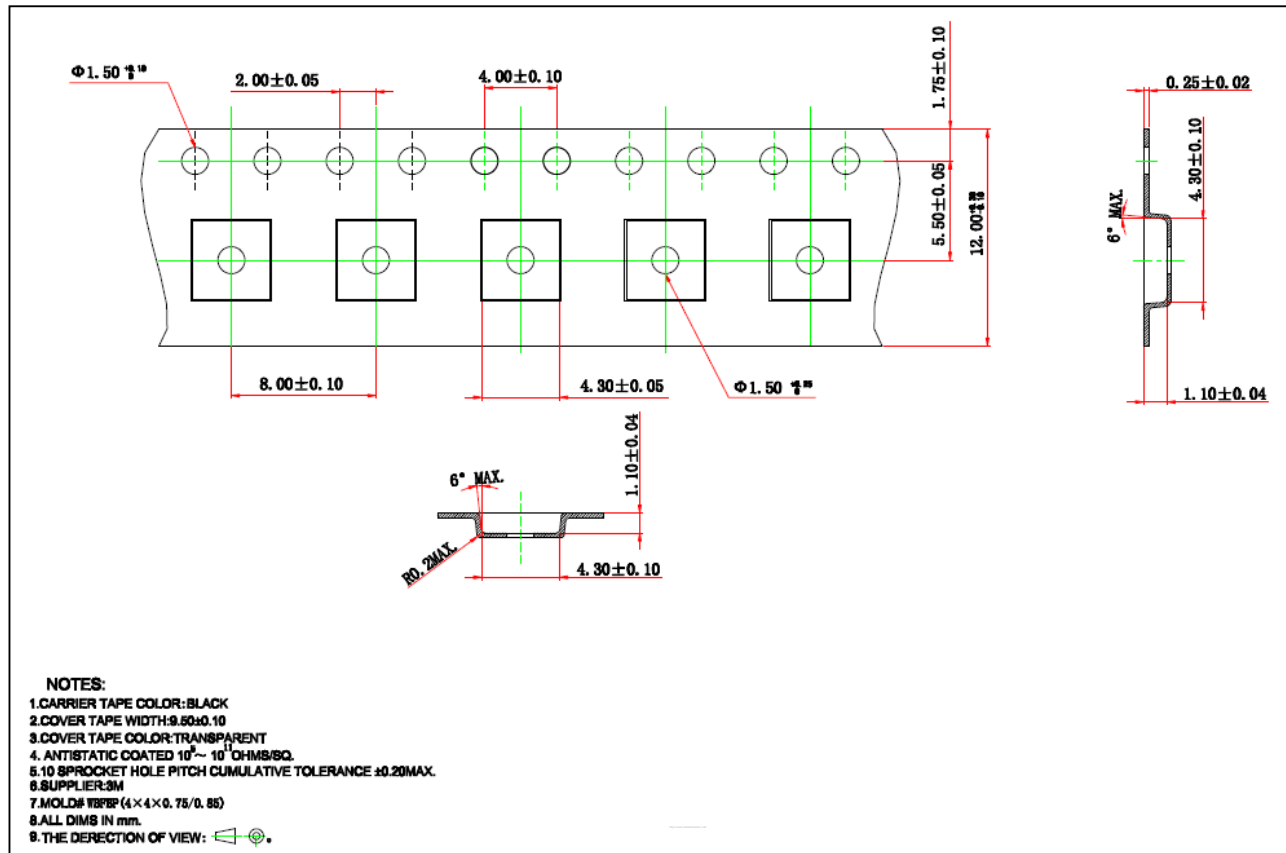 Φ1.50 +0.10 0
2.00±0.05
4.00±0.10
1.75±0.10
0.25±0.02
5.50±0.05
12.00
4.30±0.10
6° MAX.
8.00±0.10
4.30±0.05
Φ1.50
1.10±0.04
1.10±0.04
6° MAX.
R0.2MAX.
4.30±0.10
NOTES:
1.CARRIER TAPE COLOR:BLACK
2.COVER TAPE WIDTH:9.50±0.10
3.COVER TAPE COLOR:TRANSPARENT
4. ANTISTATIC COATED ~ 10¹¹OHMS/SQ.
5.10 SPROCKET HOLE PITCH CUMULATIVE TOLERANCE ±0.20MAX.
6.SUPPLIER:3M
7.MOLD# (4×4×0.75/0.85)
8.ALL DIMS IN mm.
9.THE DERECTION OF VIEW: